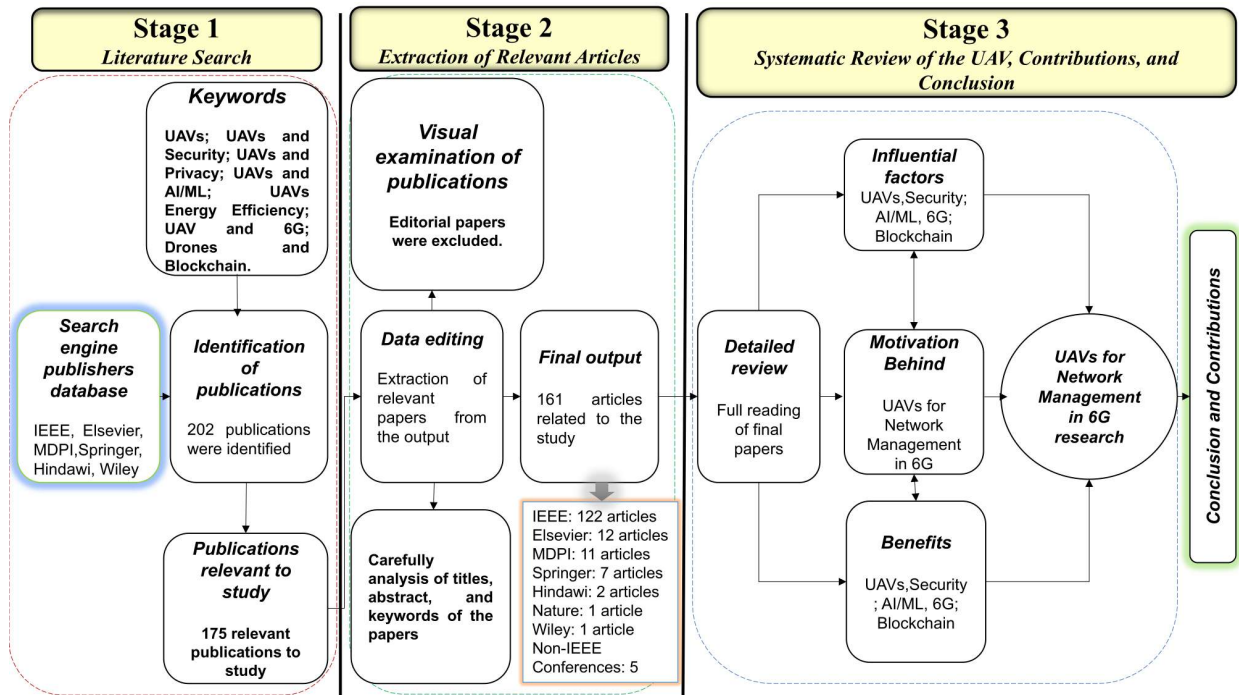 Stage 1
Literature Search
Stage 2
Extraction of Relevant Articles
Stage 3
Systematic Review of the UAV, Contributions, and
Conclusion
Keywords
UAVs; UAVs and
Security; UAVs and
Privacy; UAVs and
AI/ML; UAVs
Energy Efficiency;
UAV and 6G;
Drones and
Blockchain.
Search
engine
publishers
database
IEEE, Elsevier,
MDPI,Springer,
Hindawi, Wiley
Identification
of
publications
202 publications
were identified
Publications
relevant to
study
175 relevant
publications to
study
Visual
examination of
publications
Editorial papers
were excluded.
Data editing
Extraction of
relevant
papers from
the output
Carefully
analysis of titles,
abstract, and
keywords of the
papers
Final output
161 articles
related to the
study
IEEE: 122 articles
Elsevier: 12 articles
MDPI: 11 articles
Springer: 7 articles
Hindawi: 2 articles
Nature: 1 article
Wiley: 1 article
Non-IEEE
Conferences: 5
Detailed
review
Full reading of
final papers
Influential
factors
UAVs,Security;
AI/ML, 6G;
Blockchain
Motivation
Behind
UAVs for
Network
Management
in 6G
Benefits
UAVs,Security
; AI/ML, 6G;
Blockchain
UAVs for
Network
Management
in 6G
research
Conclusion and Contributions